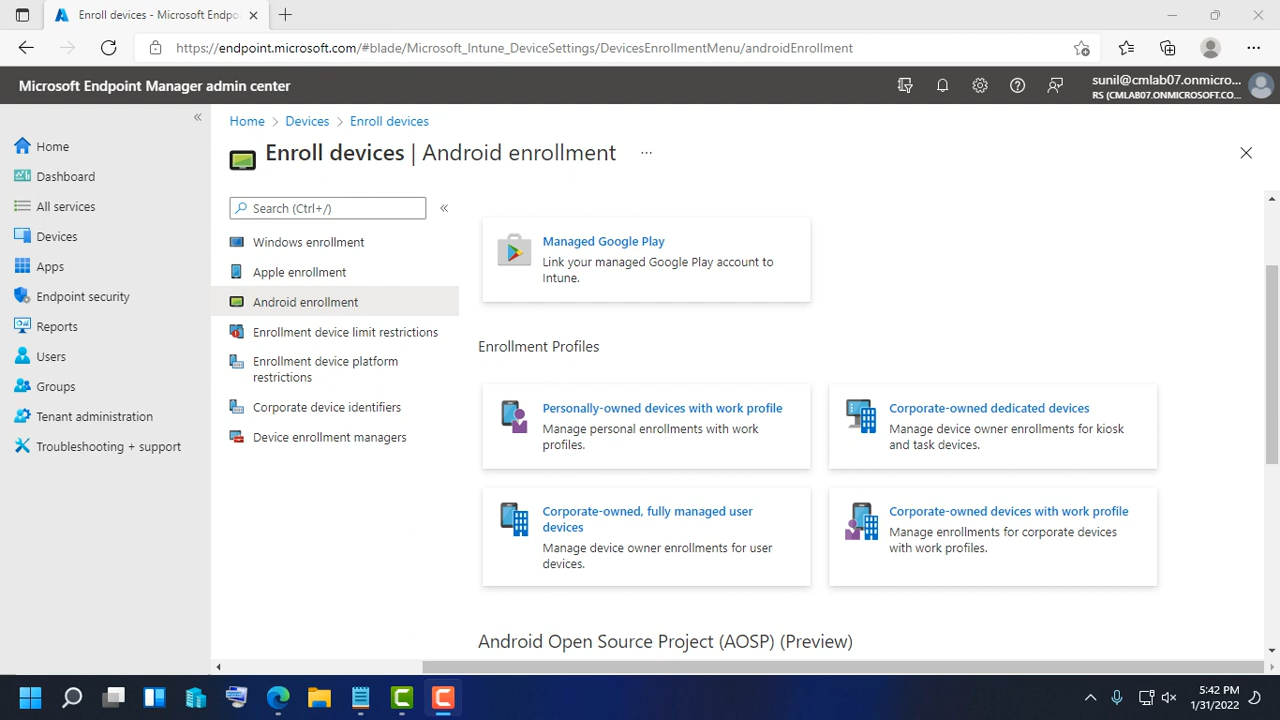 Enroll devices - Microsoft Endpo
https://endpoint.microsoft.com/#blade/Microsoft_Intune_DeviceSettings/DevicesEnrollmentMenu/androidEnrollment
Microsoft Endpoint Manager admin center
sunil@cmlab07.onmicro...
RS (CMLAB07.ONMICROSOFT.CO...
Home
Dashboard
All services
Devices
Apps
Endpoint security
Reports
Users
Groups
Tenant administration
Troubleshooting + support
Home > Devices > Enroll devices
Enroll devices | Android enrollment ...
Search (Ctrl+/)
Windows enrollment
Apple enrollment
Android enrollment
Enrollment device limit restrictions
Enrollment device platform
restrictions
Corporate device identifiers
Device enrollment managers
Managed Google Play
Link your managed Google Play account to
Intune.
Enrollment Profiles
Personally-owned devices with work profile
Manage personal enrollments with work
profiles.
Corporate-owned dedicated devices
Manage device owner enrollments for kiosk
and task devices.
Corporate-owned, fully managed user
devices
Manage device owner enrollments for user
devices.
Corporate-owned devices with work profile
Manage enrollments for corporate devices
with work profiles.
Android Open Source Project (AOSP) (Preview)
5:42 PM
1/31/2022